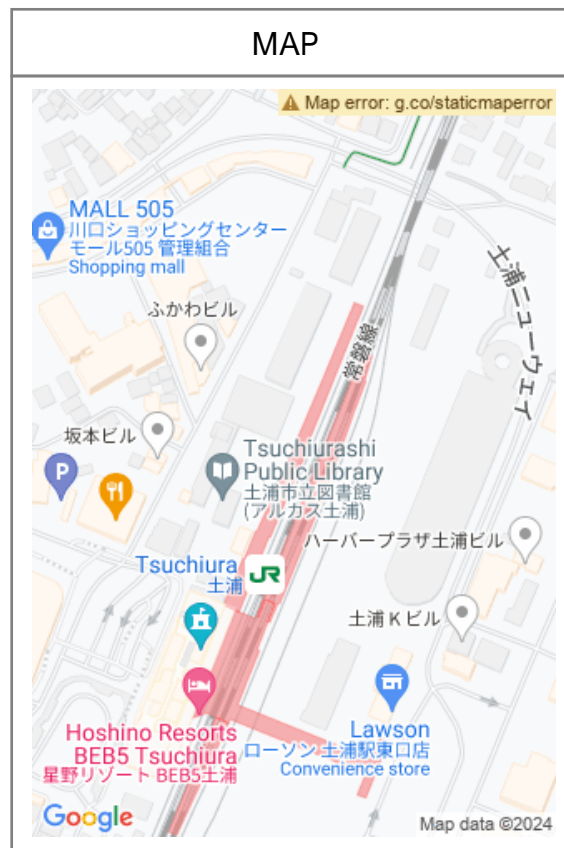 MAP
Map error: g.co/staticmaperror
MALL 505
川口ショッピングセンター
モール505 管理組合
Shopping mall
土浦ニューウェイ
ふかわビル
常磐線
坂本ビル
P
Tsuchiurashi
Public Library
土浦市立図書館
(アルカス土浦)
ハーバープラザ土浦ビル
Tsuchiura
土浦
JR
土浦Kビル
Hoshino Resorts
BEB5 Tsuchiura
星野リゾート BEB5土浦
Lawson
ローソン 土浦駅東口店
Convenience store
Google
Map data ©2024